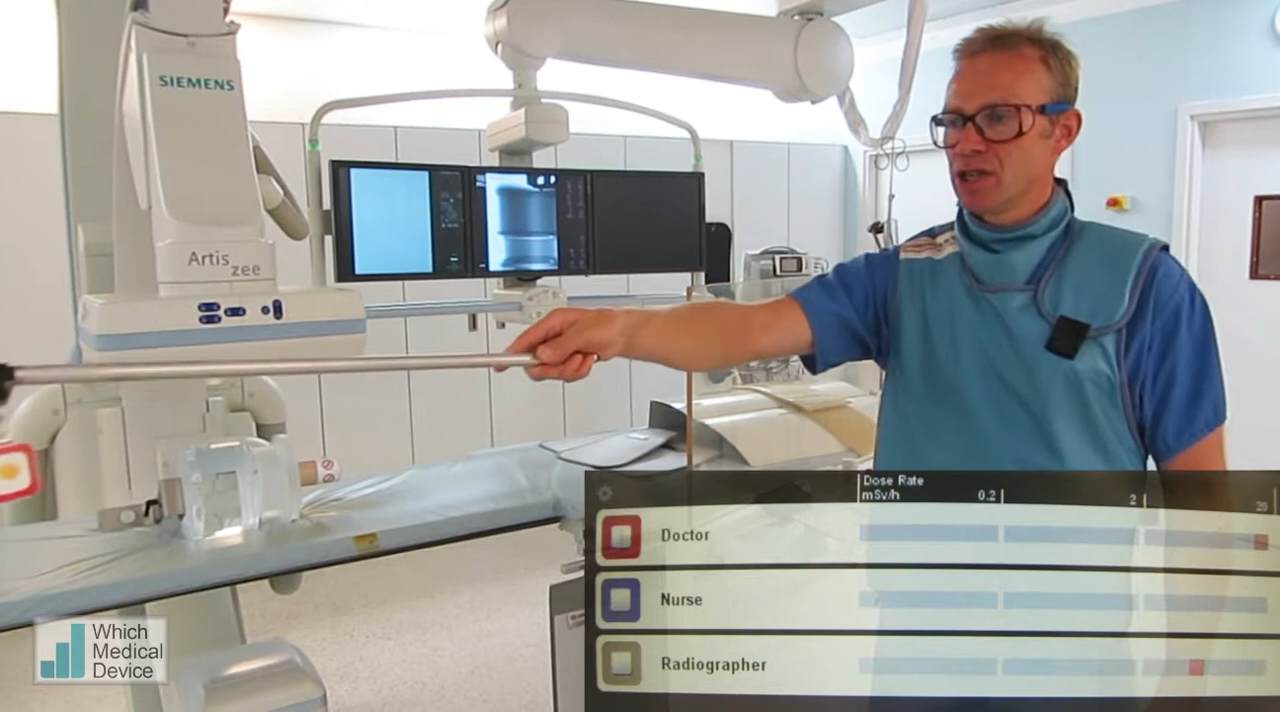 SIEMENS
Artis
zee
Dose Rate
mSv/h 0.2 2 20
Doctor
Nurse
Radiographer
Which
Medical
Device